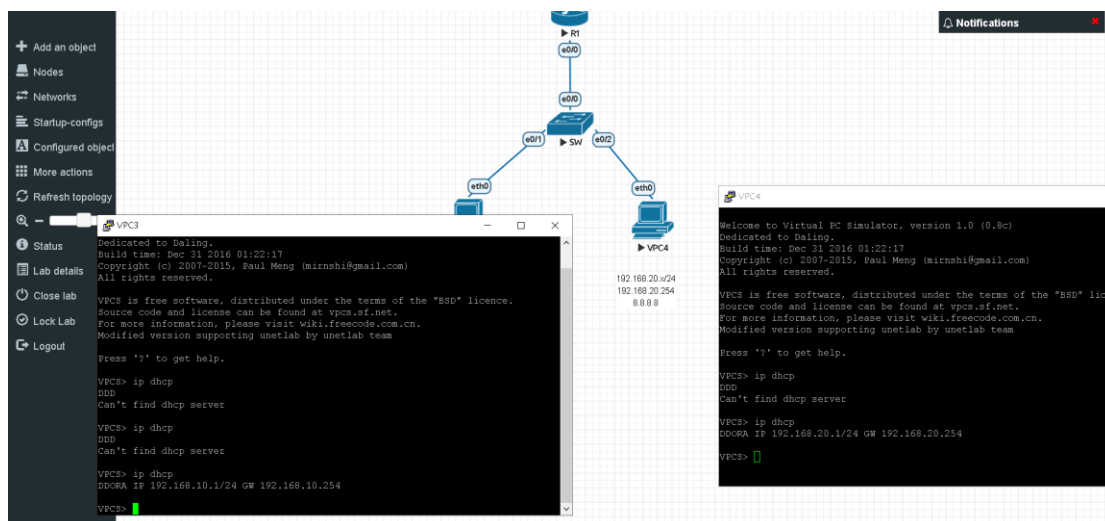 Notifications
R1
e0/0
Add an object
Nodes
Networks
Startup-configs
Configured object
More actions
Refresh topology
Status
Lab details
Close lab
Lock Lab
Logout
e0/0
e0/1
SW
e0/2
eth0
eth0
VPC4
192.168.20.x/24
192.168.20.254
8.8.8.8
VPC3
Dedicated to Daling.
Build time: Dec 31 2016 01:22:17
Copyright (c) 2007-2015, Paul Meng (mirnshi@gmail.com)
All rights reserved.
VPCS is free software, distributed under the terms of the "BSD" licence.
Source code and license can be found at vpcs.sf.net.
For more information, please visit wiki.freecode.com.cn.
Modified version supporting unetlab by unetlab team
Press '?' to get help.
VPCS> ip dhcp
DDD
Can't find dhcp server
VPCS> ip dhcp
DDD
Can't find dhcp server
VPCS> ip dhcp
DDORA IP 192.168.10.1/24 GW 192.168.10.254
VPCS>
VPC4
Welcome to Virtual PC Simulator, version 1.0 (0.8c)
Dedicated to Daling.
Build time: Dec 31 2016 01:22:17
Copyright (c) 2007-2015, Paul Meng (mirnshi@gmail.com)
All rights reserved.
VPCS is free software, distributed under the terms of the "BSD" lic
Source code and license can be found at vpcs.sf.net.
For more information, please visit wiki.freecode.com.cn.
Modified version supporting unetlab by unetlab team
Press '?' to get help.
VPCS> ip dhcp
DDD
Can't find dhcp server
VPCS> ip dhcp
DDORA IP 192.168.20.1/24 GW 192.168.20.254
VPCS>